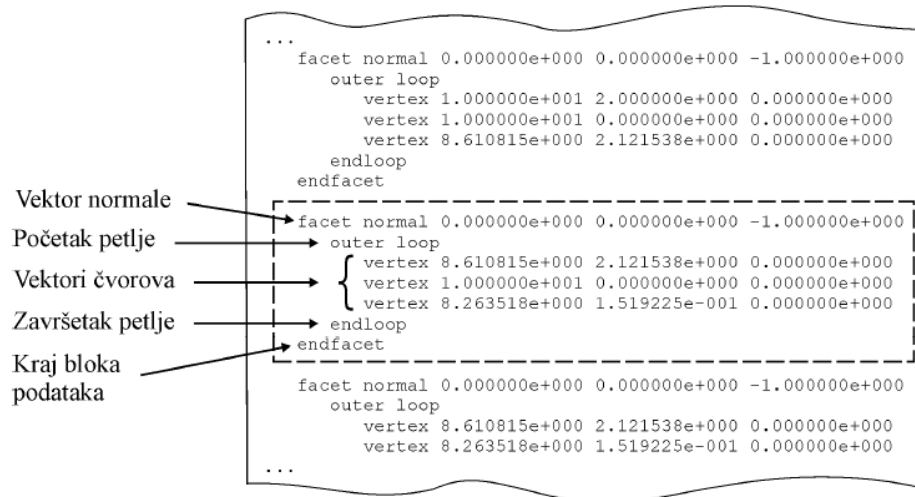 ...
facet normal 0.000000e+000 0.000000e+000 -1.000000e+000
outer loop
vertex 1.000000e+001 2.000000e+000 0.000000e+000
vertex 1.000000e+001 0.000000e+000 0.000000e+000
vertex 8.610815e+000 2.121538e+000 0.000000e+000
endloop
endfacet
Vektor normale
facet normal 0.000000e+000 0.000000e+000 -1.000000e+000
Početak petlje
outer loop
Vektori čvorova
vertex 8.610815e+000 2.121538e+000 0.000000e+000
vertex 1.000000e+001 0.000000e+000 0.000000e+000
vertex 8.263518e+000 1.519225e-001 0.000000e+000
Završetak petlje
endloop
Kraj bloka
podataka
endfacet
facet normal 0.000000e+000 0.000000e+000 -1.000000e+000
outer loop
vertex 8.610815e+000 2.121538e+000 0.000000e+000
vertex 8.263518e+000 1.519225e-001 0.000000e+000
...